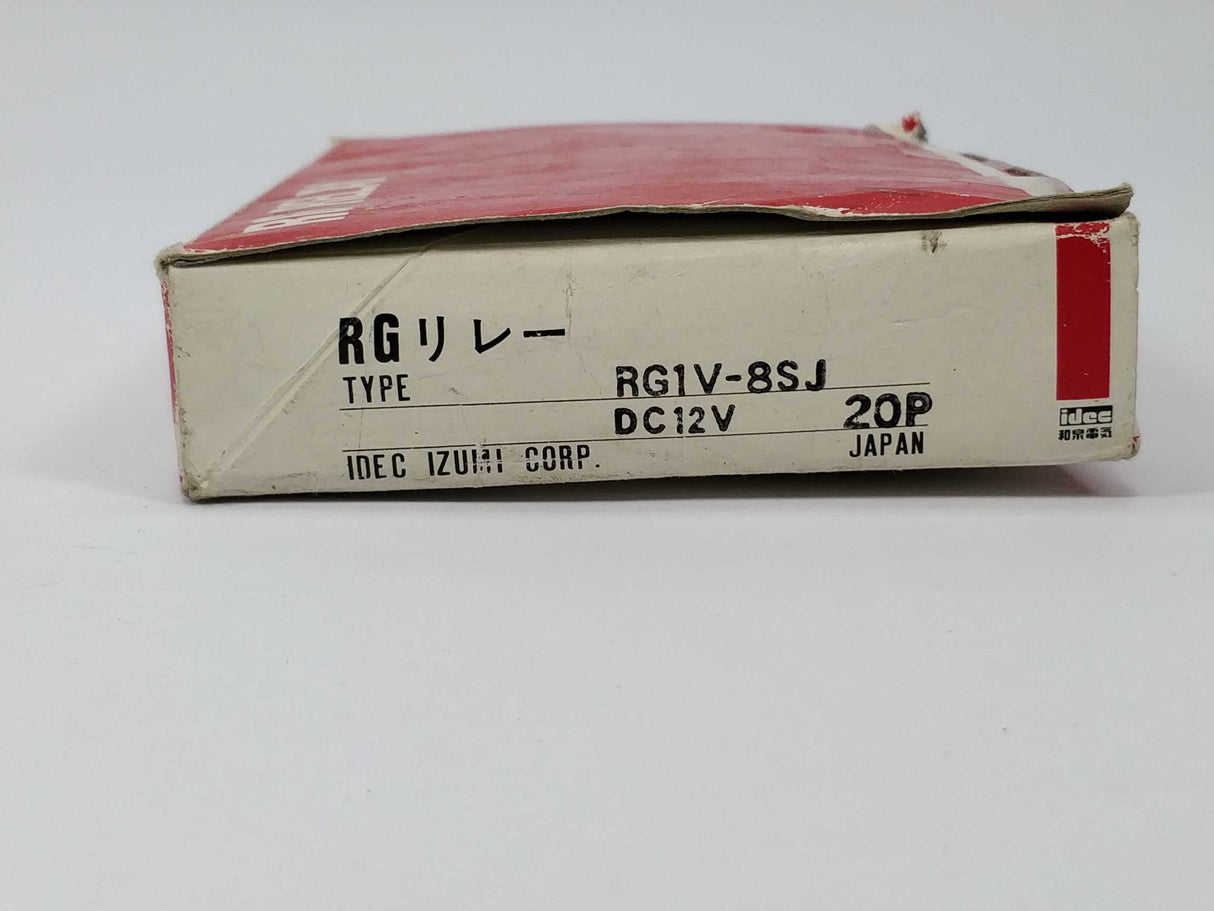 RGリレー
TYPE RG1V-8SJ
DC12V 20P
IDEC IZUMI CORP. JAPAN
idec
和泉電気